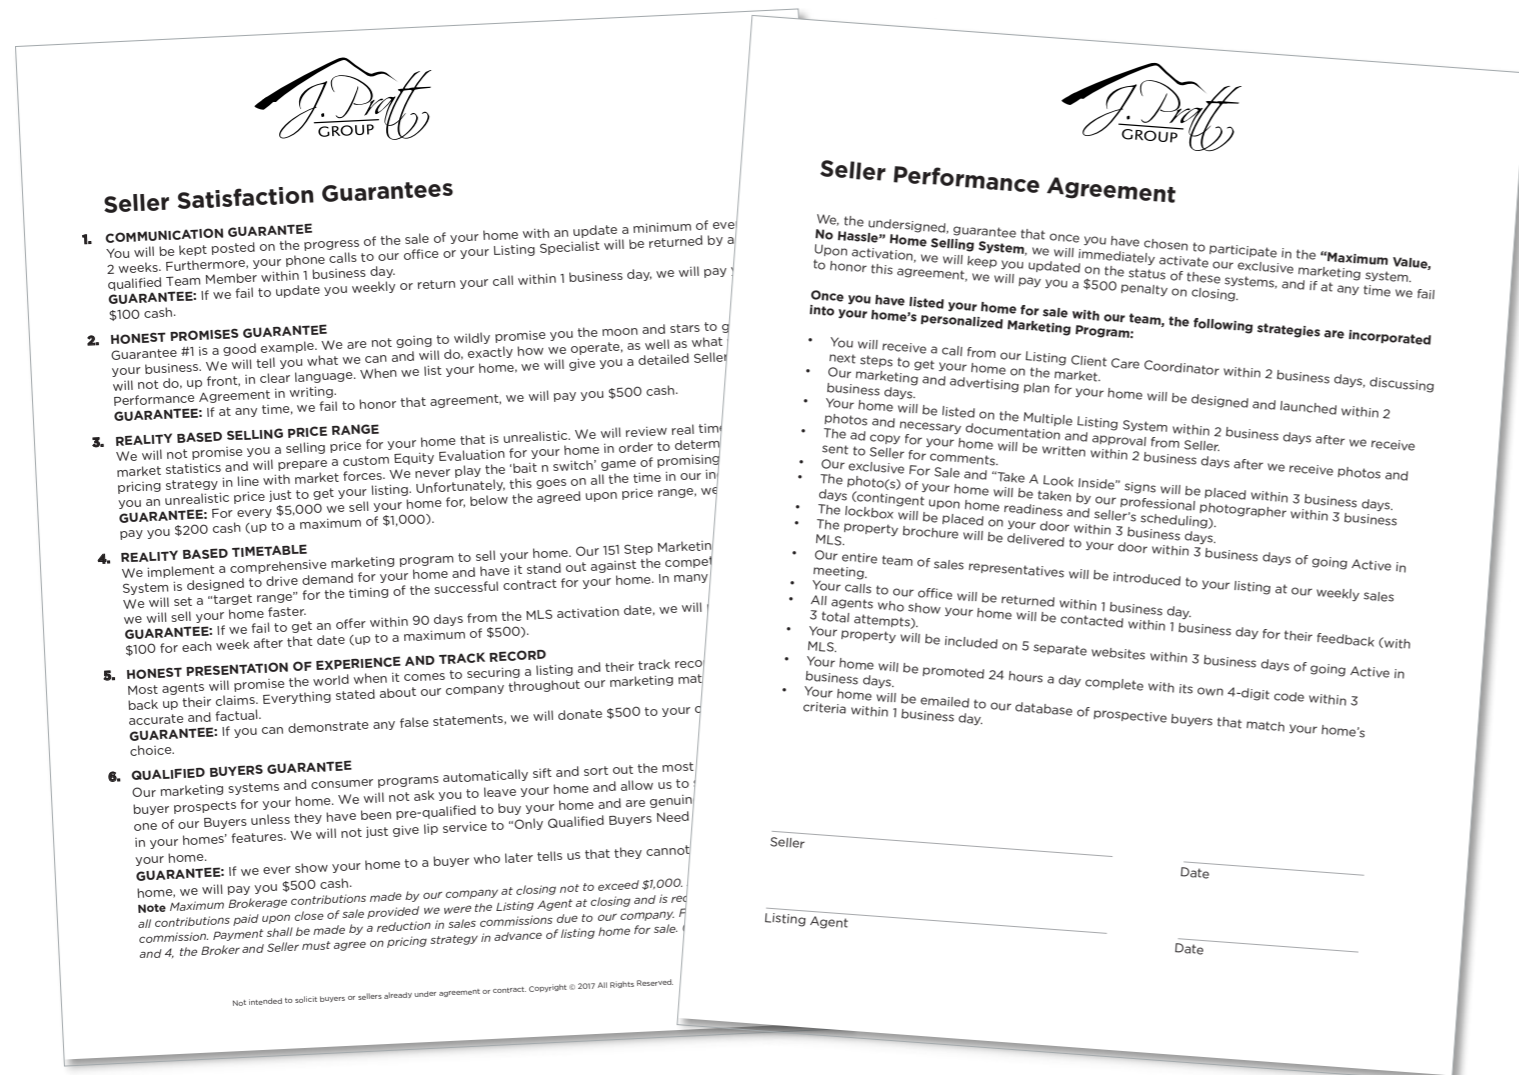 J. Pratt
GROUP
Seller Satisfaction Guarantees
1. COMMUNICATION GUARANTEE
You will be kept posted on the progress of the sale of your home with an update a minimum of
2 weeks. Furthermore, your phone calls to our office or your Listing Specialist will be returned by a
qualified Team Member within 1 business day.
GUARANTEE: If we fail to update you weekly or return your call within 1 business day, we will pay
$100 cash.
2. HONEST PROMISES GUARANTEE
Guarantee #1 is a good example. We are not going to wildly promise you the moon and stars to
your business. We will tell you what we can and will do, exactly how we operate, as well as what
will not do, up front, in clear language. When we list your home, we will give you a detailed Seller
Performance Agreement in writing.
GUARANTEE: If at any time, we fail to honor that agreement, we will pay you $500 cash.
3. REALITY BASED SELLING PRICE RANGE
We will not promise you a selling price for your home that is unrealistic. We will review real time
market statistics and will prepare a custom Equity Evaluation for your home in order to
pricing strategy in line with market forces. We never play the ‘bait n switch’ game of promising
you an unrealistic price just to get your listing. Unfortunately, this goes on all the time in our
GUARANTEE: For every $5,000 we sell your home for, below the agreed upon price range, we
pay you $200 cash (up to a maximum of $1,000).
4. REALITY BASED TIMETABLE
We implement a comprehensive marketing program to sell your home. Our 151 Step
System is designed to drive demand for your home and have it stand out against the
We will set a “target range” for the timing of the successful contract for your home. In many
we will sell your home faster.
GUARANTEE: If we fail to get an offer within 90 days from the MLS activation date, we will
$100 for each week after that date (up to a maximum of $500).
5. HONEST PRESENTATION OF EXPERIENCE AND TRACK RECORD
Most agents will promise the world when it comes to securing a listing and their track
back up their claims. Everything stated about our company throughout our marketing
accurate and factual.
GUARANTEE: If you can demonstrate any false statements, we will donate $500 to your
choice.
6. QUALIFIED BUYERS GUARANTEE
Our marketing systems and consumer programs automatically sift and sort out the most
buyer prospects for your home. We will not ask you to leave your home and allow us to
one of our Buyers unless they have been pre-qualified to buy your home and are
in your homes’ features. We will not just give lip service to “Only Qualified Buyers Need
your home.
GUARANTEE: If we ever show your home to a buyer who later tells us that they cannot
home, we will pay you $500 cash.
Note Maximum Brokerage contributions made by our company at closing not to exceed $1,000.
all contributions paid upon close of sale provided we were the Listing Agent at closing and is
commission. Payment shall be made by a reduction in sales commissions due to our company.
and 4, the Broker and Seller must agree on pricing strategy in advance of listing home for sale.
Not intended to solicit buyers or sellers already under agreement or contract. Copyright © 2017 All Rights Reserved.
J. Pratt
GROUP
Seller Performance Agreement
We, the undersigned, guarantee that once you have chosen to participate in the “Maximum Value,
No Hassle” Home Selling System, we will immediately activate our exclusive marketing system.
Upon activation, we will keep you updated on the status of these systems, and if at any time we fail
to honor this agreement, we will pay you a $500 penalty on closing.
Once you have listed your home for sale with our team, the following strategies are incorporated
into your home’s personalized Marketing Program:
• You will receive a call from our Listing Client Care Coordinator within 2 business days, discussing
next steps to get your home on the market.
• Our marketing and advertising plan for your home will be designed and launched within 2
business days.
• Your home will be listed on the Multiple Listing System within 2 business days after we receive
photos and necessary documentation and approval from Seller.
• The ad copy for your home will be written within 2 business days after we receive photos and
sent to Seller for comments.
• Our exclusive For Sale and “Take A Look Inside” signs will be placed within 3 business days.
• The photo(s) of your home will be taken by our professional photographer within 3 business
days (contingent upon home readiness and seller’s scheduling).
• The lockbox will be placed on your door within 3 business days.
• The property brochure will be delivered to your door within 3 business days of going Active in
MLS.
• Our entire team of sales representatives will be introduced to your listing at our weekly sales
meeting.
• Your calls to our office will be returned within 1 business day.
• All agents who show your home will be contacted within 1 business day for their feedback (with
3 total attempts).
• Your property will be included on 5 separate websites within 3 business days of going Active in
MLS.
• Your home will be promoted 24 hours a day complete with its own 4-digit code within 3
business days.
• Your home will be emailed to our database of prospective buyers that match your home’s
criteria within 1 business day.
Seller
Date
Listing Agent
Date